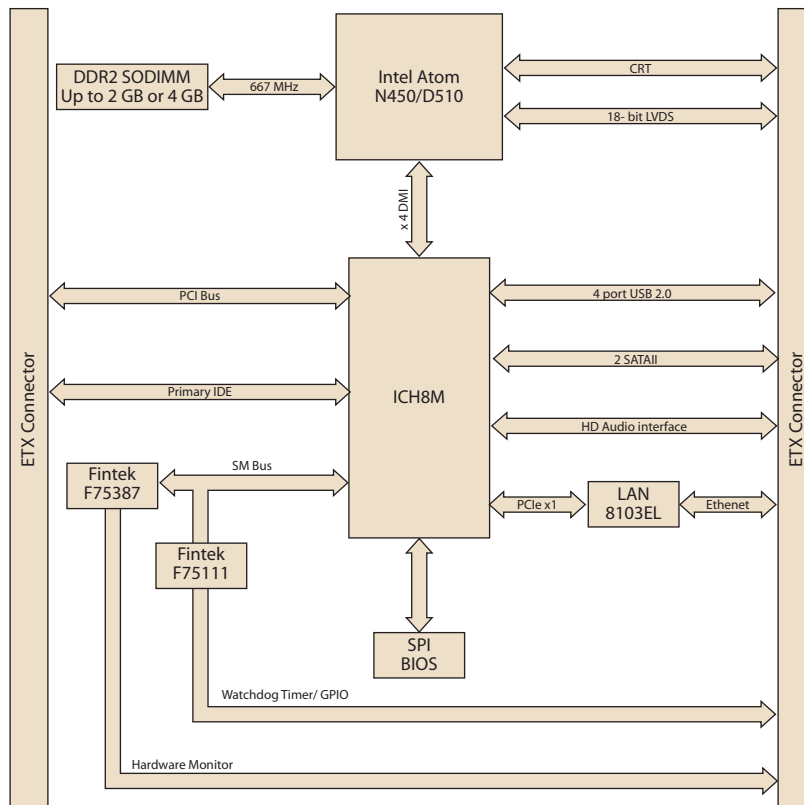 DDR2 SODIMM
Up to 2 GB or 4 GB
667 MHz
Intel Atom
N450/D510
CRT
18- bit LVDS
x 4 DMI
ETX Connector
PCI Bus
Primary IDE
ICH8M
4 port USB 2.0
2 SATAII
HD Audio interface
ETX Connector
Fintek
F75387
SM Bus
PCIe x1
LAN
8103EL
Ethenet
Fintek
F75111
SPI
BIOS
Watchdog Timer/ GPIO
Hardware Monitor